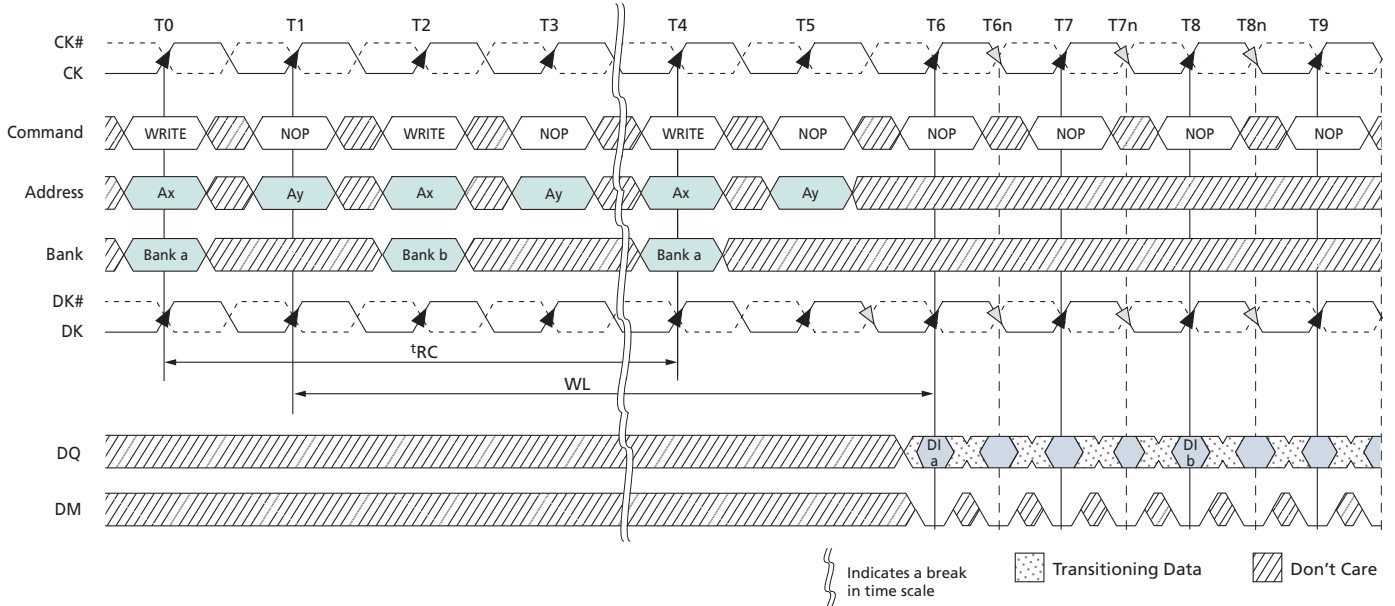 T0 T1 T2 T3 T4 T5 T6 T6n T7 T7n T8 T8n T9
CK#
CK
Command WRITE NOP WRITE NOP WRITE NOP NOP NOP NOP NOP
Address Ax Ay Ax Ay Ax Ay
Bank Bank a Bank b Bank a
DK#
DK
tRC
WL
DQ DI a DI b
DM
Indicates a break
in time scale
Transitioning Data
Don't Care